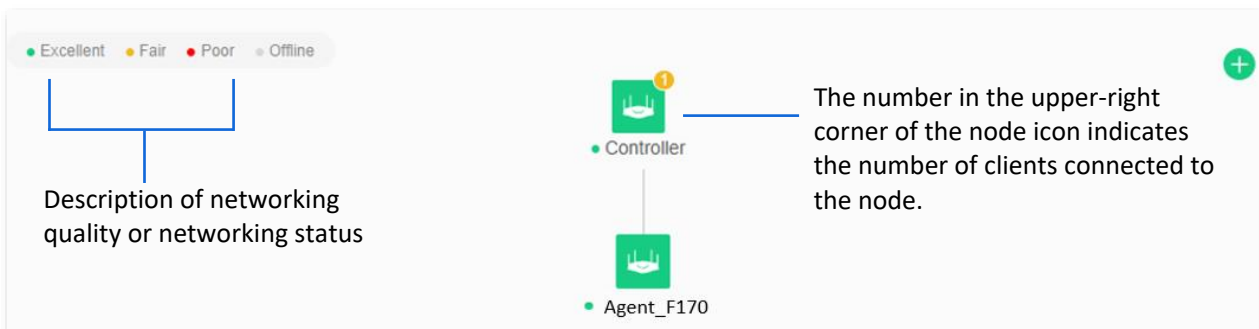 Excellent Fair Poor Offline
1
Controller
The number in the upper-right
corner of the node icon indicates
the number of clients connected to
the node.
Description of networking
quality or networking status
Agent_F170